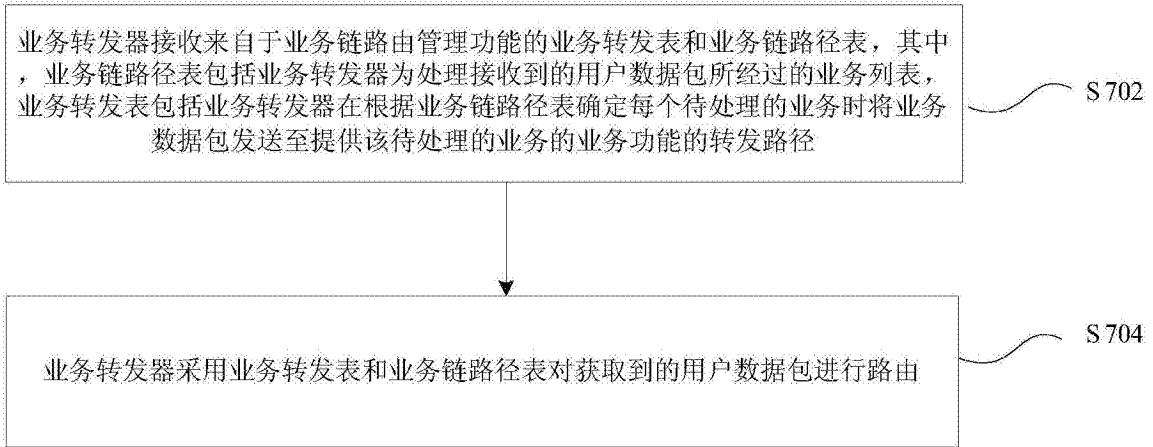 业务转发器接收来自于业务链路由管理功能的业务转发表和业务链路径表，其中
，业务链路径表包括业务转发器为处理接收到的用户数据包所经过的业务列表，
业务转发表包括业务转发器在根据业务链路径表确定每个待处理的业务时将业务
数据包发送至提供该待处理的业务的业务功能的转发路径
S702
业务转发器采用业务转发表和业务链路径表对获取到的用户数据包进行路由
S704